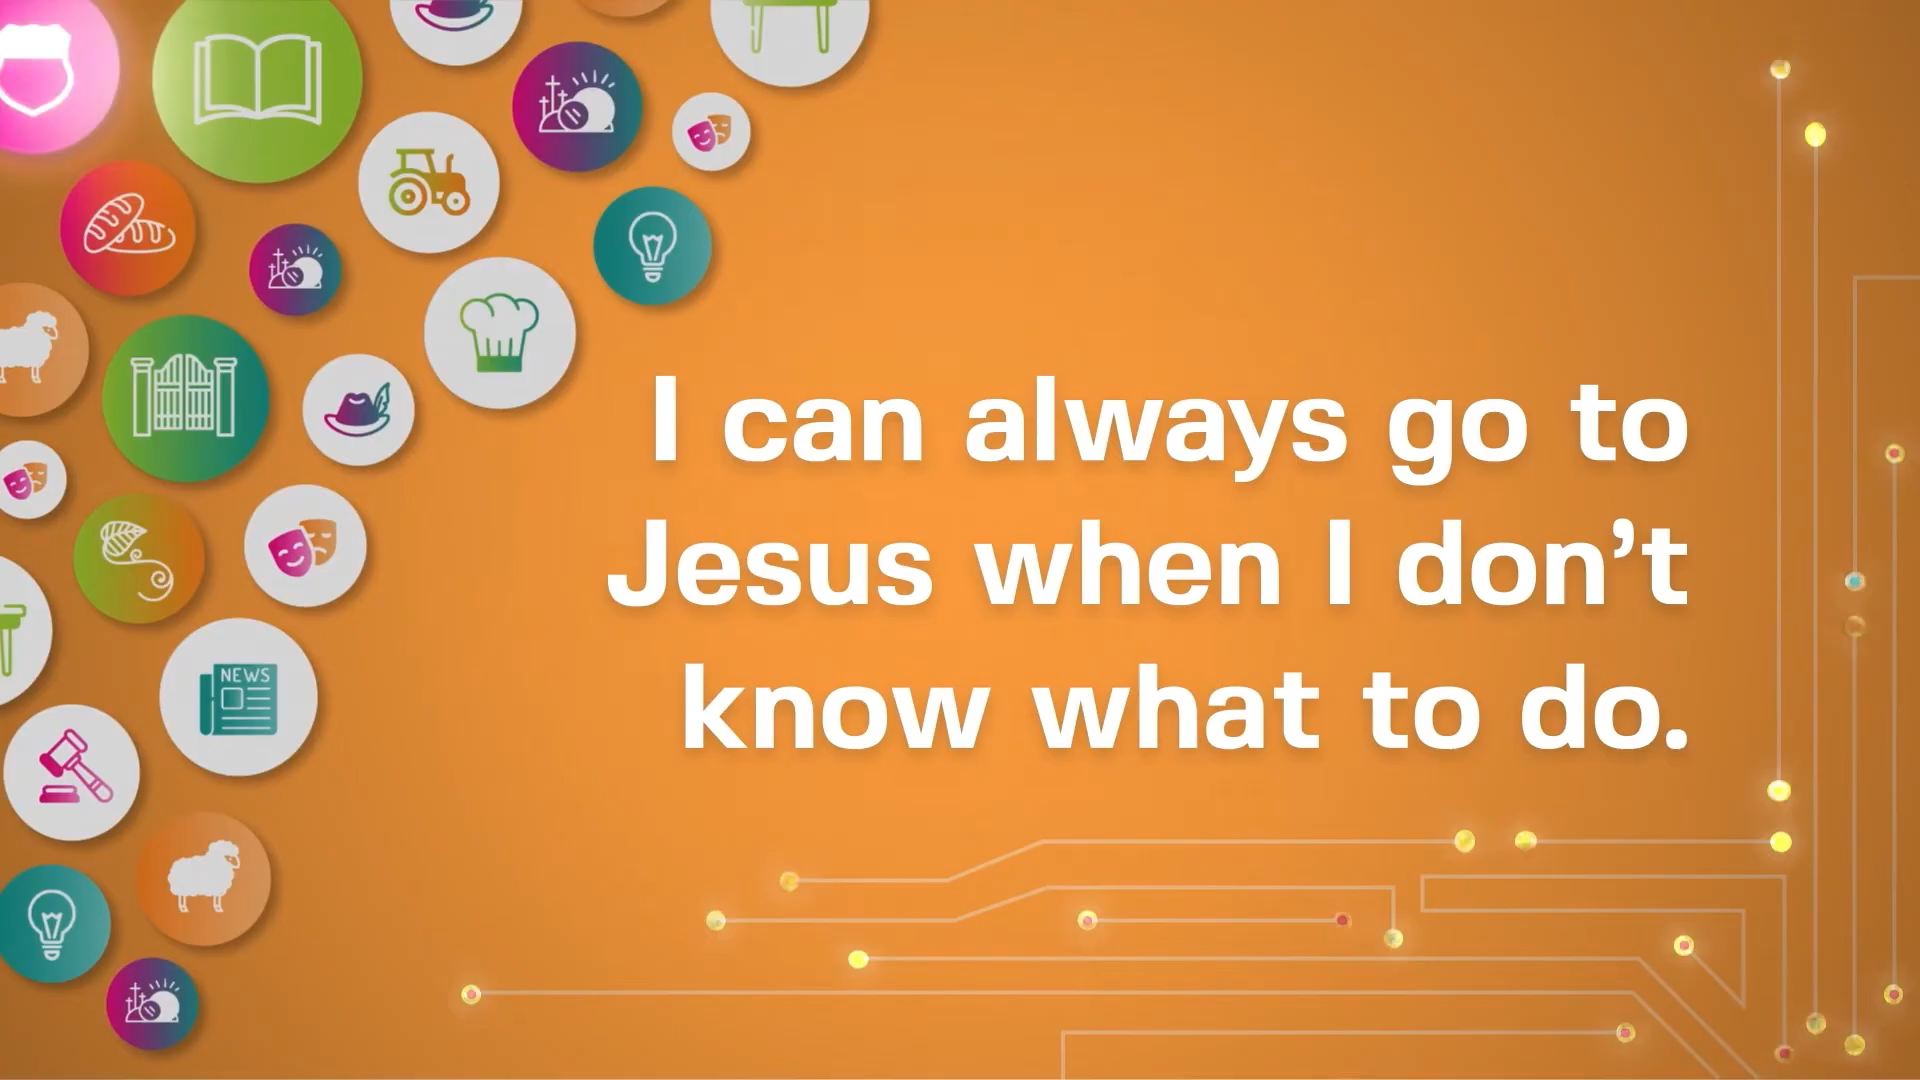 NEWS
I can always go to
Jesus when I don’t
know what to do.